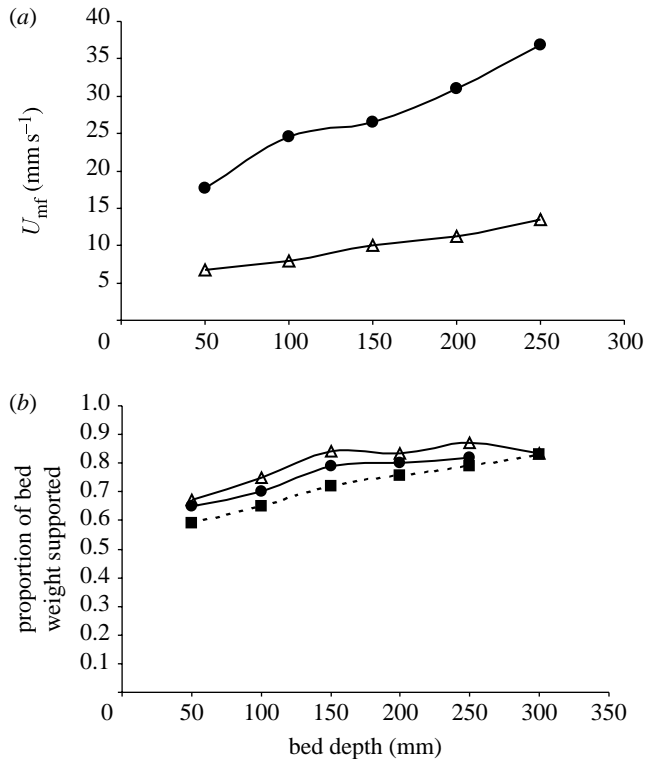 (a)
40
35
30
25
20
15
10
5
0
U_mf (mm s⁻¹)
50 100 150 200 250 300
(b)
1.0
0.9
0.8
0.7
0.6
0.5
0.4
0.3
0.2
0.1
0
proportion of bed
weight supported
50 100 150 200 250 300 350
bed depth (mm)